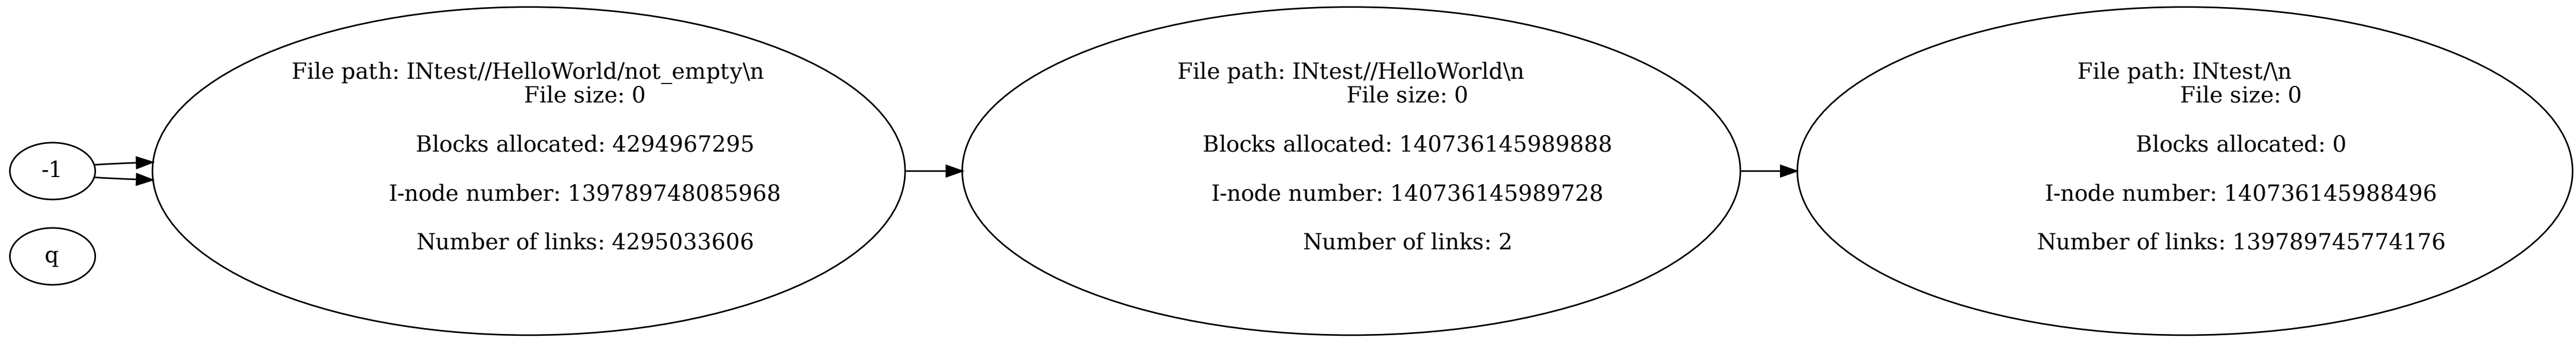 -1
q
File path: INtest//HelloWorld/not_empty\n
File size: 0
Blocks allocated: 4294967295
I-node number: 139789748085968
Number of links: 4295033606
File path: INtest//HelloWorld\n
File size: 0
Blocks allocated: 140736145989888
I-node number: 140736145989728
Number of links: 2
File path: INtest/\n
File size: 0
Blocks allocated: 0
I-node number: 140736145988496
Number of links: 139789745774176